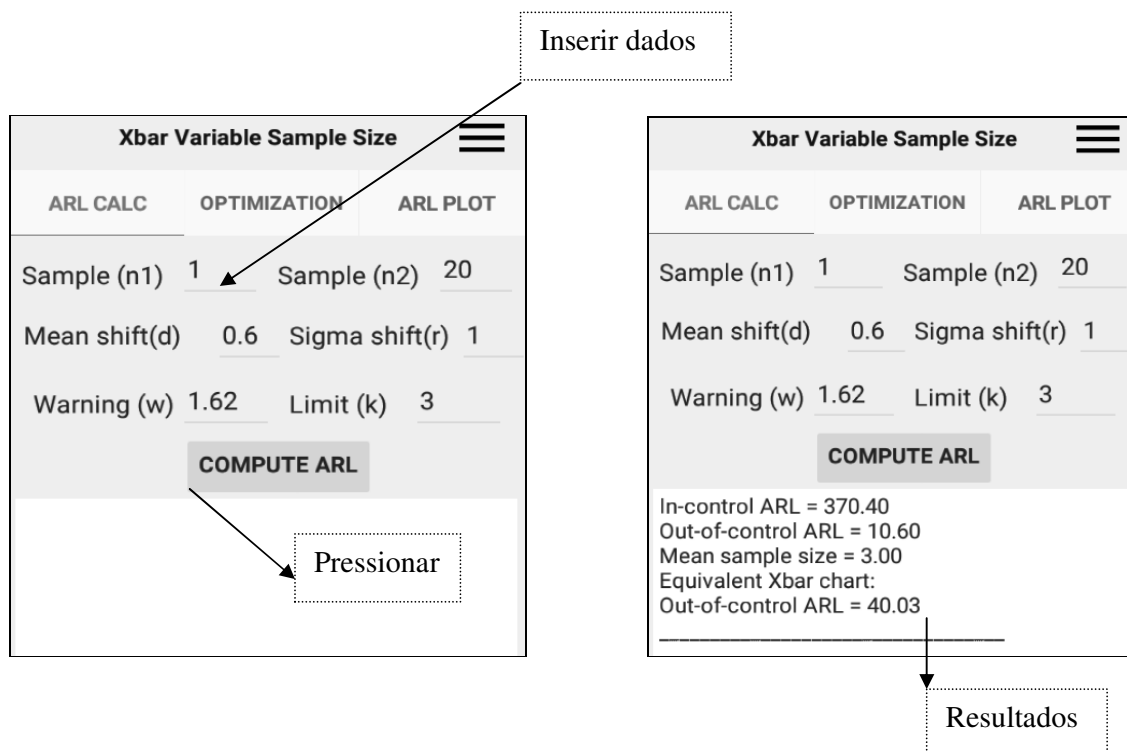 Inserir dados
Xbar Variable Sample Size
ARL CALC OPTIMIZATION ARL PLOT
Sample (n1) 1 Sample (n2) 20
Mean shift(d) 0.6 Sigma shift(r) 1
Warning (w) 1.62 Limit (k) 3
COMPUTE ARL
Pressionar
Xbar Variable Sample Size
ARL CALC OPTIMIZATION ARL PLOT
Sample (n1) 1 Sample (n2) 20
Mean shift(d) 0.6 Sigma shift(r) 1
Warning (w) 1.62 Limit (k) 3
COMPUTE ARL
In-control ARL = 370.40
Out-of-control ARL = 10.60
Mean sample size = 3.00
Equivalent Xbar chart:
Out-of-control ARL = 40.03
Resultados